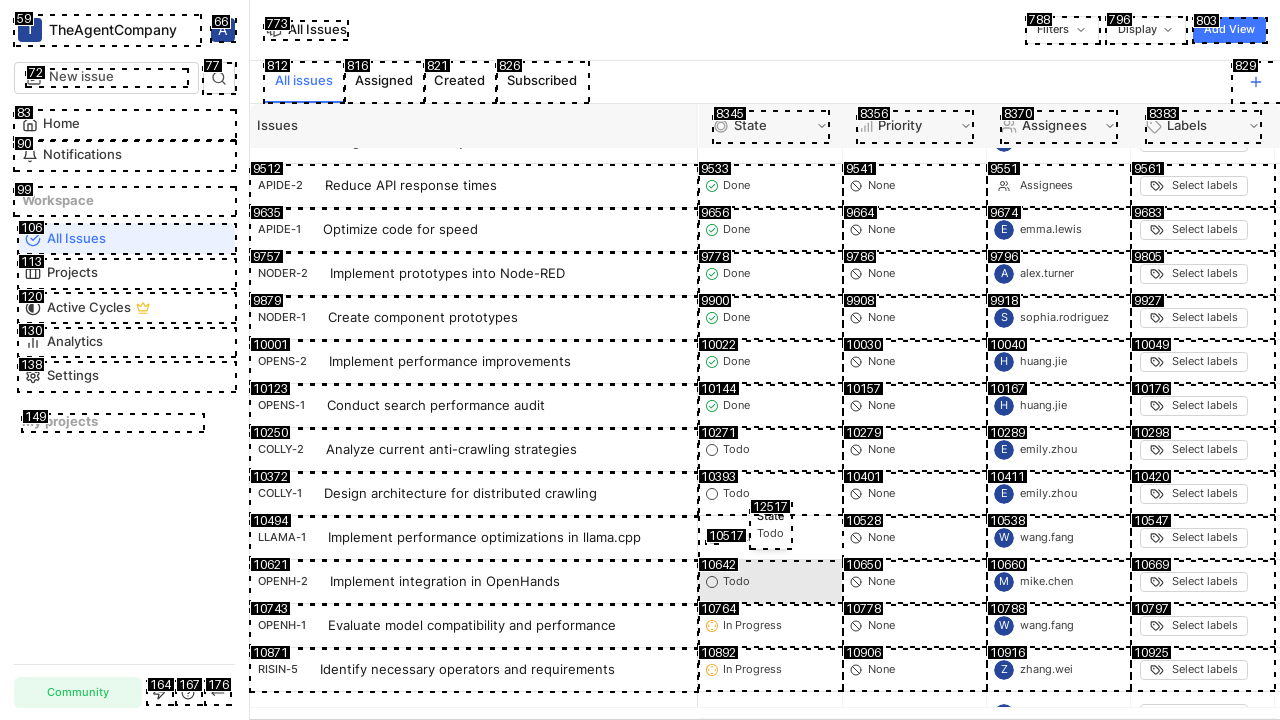 59
T TheAgentCompany
66
A
72
New issue
77
83
Home
90
Notifications
99
Workspace
106
All Issues
113
Projects
120
Active Cycles
130
Analytics
138
Settings
149
My projects
Community
164
167
176
773
All Issues
788
Filters
796
Display
803
Add View
812
All issues
816
Assigned
821
Created
826
Subscribed
829
Issues
8345
State
8356
Priority
8370
Assignees
8383
Labels
9512 9533 9541 9551 9561
APIDE-2 Reduce API response times Done None Assignees Select labels
9635 9656 9664 9674 9683
APIDE-1 Optimize code for speed Done None E emma.lewis Select labels
9757 9778 9786 9796 9805
NODER-2 Implement prototypes into Node-RED Done None A alex.turner Select labels
9879 9900 9908 9918 9927
NODER-1 Create component prototypes Done None S sophia.rodriguez Select labels
10001 10022 10030 10040 10049
OPENS-2 Implement performance improvements Done None H huang.jie Select labels
10123 10144 10157 10167 10176
OPENS-1 Conduct search performance audit Done None H huang.jie Select labels
10250 10271 10279 10289 10298
COLLY-2 Analyze current anti-crawling strategies Todo None E emily.zhou Select labels
10372 10393 10401 10411 10420
COLLY-1 Design architecture for distributed crawling Todo None E emily.zhou Select labels
12517
State
10494 10528 10538 10547
10517
LLAMA-1 Implement performance optimizations in llama.cpp Todo None W wang.fang Select labels
10621 10642 10650 10660 10669
OPENH-2 Implement integration in OpenHands Todo None M mike.chen Select labels
10743 10764 10778 10788 10797
OPENH-1 Evaluate model compatibility and performance In Progress None W wang.fang Select labels
10871 10892 10906 10916 10925
RISIN-5 Identify necessary operators and requirements In Progress None Z zhang.wei Select labels